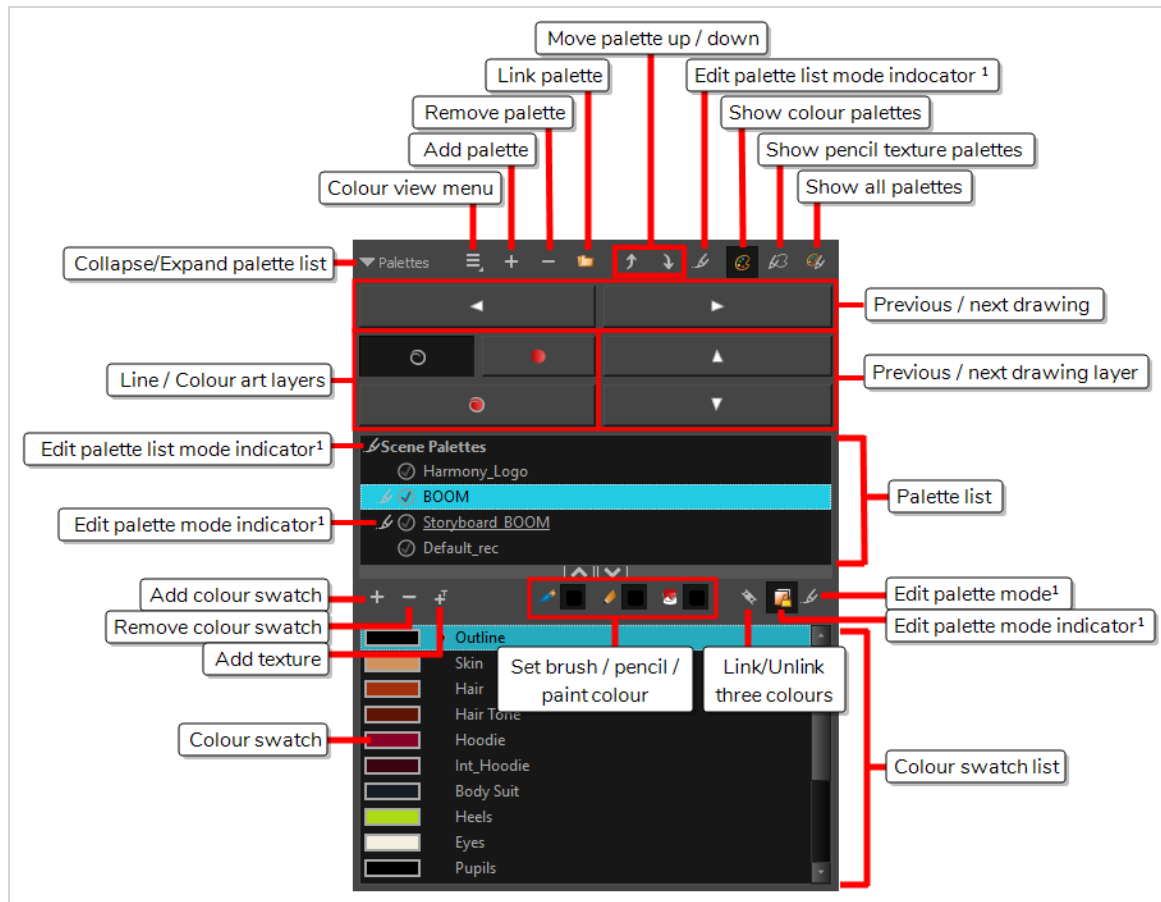 Move palette up / down
Link palette
Edit palette list mode indocator ¹
Remove palette
Show colour palettes
Add palette
Show pencil texture palettes
Colour view menu
Show all palettes
Collapse/Expand palette list
Palettes
Previous / next drawing
Line / Colour art layers
Previous / next drawing layer
Edit palette list mode indicator¹
Scene Palettes
Harmony_Logo
BOOM
Palette list
Edit palette mode indicator¹
Storyboard_BOOM
Default_rec
Add colour swatch
Edit palette mode¹
Remove colour swatch
Edit palette mode indicator¹
Add texture
Outline
Skin
Set brush / pencil /
paint colour
Link/Unlink
three colours
Hair
Hair Tone
Colour swatch
Hoodie
Int_Hoodie
Colour swatch list
Body Suit
Heels
Eyes
Pupils